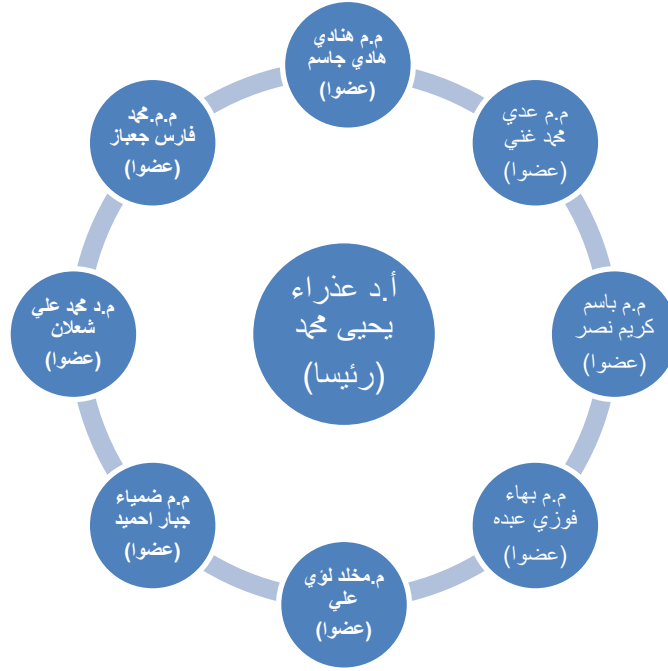 م.م هنادي
هادي جاسم
(عضوا)
م.م عدي
محمد غني
(عضوا)
م.م باسم
كريم نصر
(عضوا)
م.م بهاء
فوزي عبده
(عضوا)
م.مخلد لؤي
علي
(عضوا)
م.م ضمياء
جبار احميد
(عضوا)
م.د محمد علي
شعلان
(عضوا)
م.م.محمد
فارس جعباز
(عضوا)
أ.د عذراء
يحيى محمد
(رئيسا)